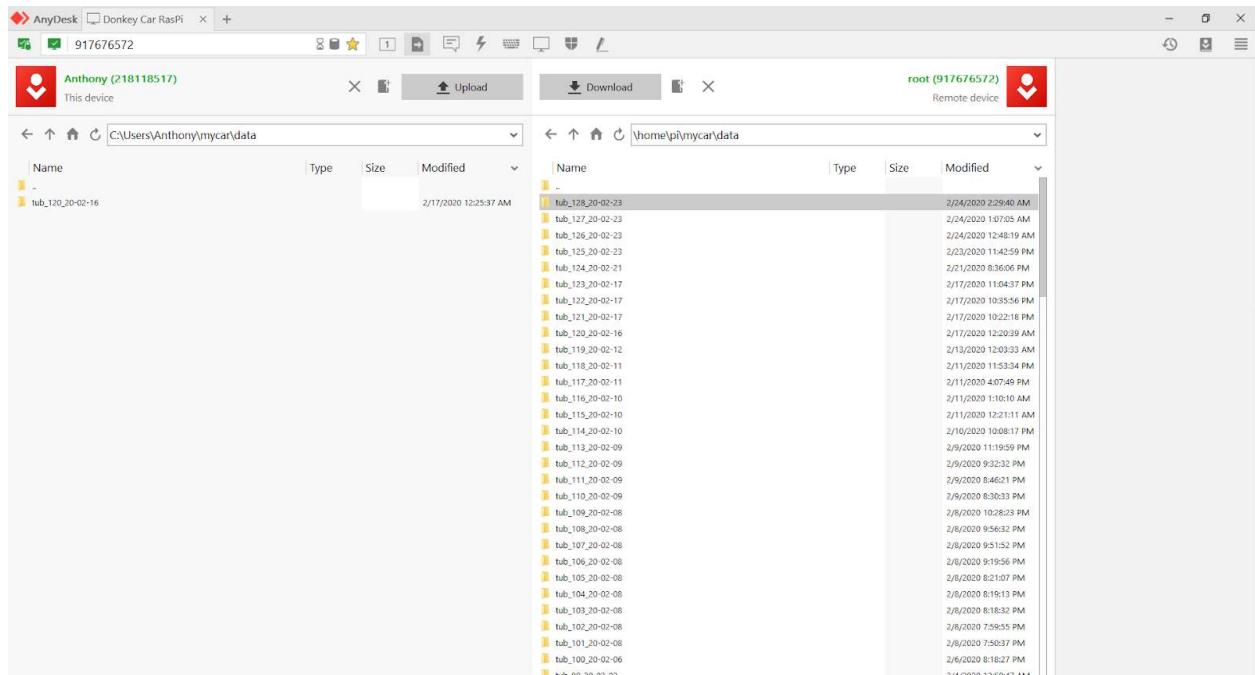 AnyDesk Donkey Car RasPi × +
917676572 1
Anthony (218118517)
This device
Upload
Download
root (917676572)
Remote device
C:\Users\Anthony\mycar\data
\home\pi\mycar\data
Name Type Size Modified
Name Type Size Modified
..
..
tub_120_20-02-16 2/17/2020 12:25:37 AM
tub_128_20-02-23 2/24/2020 2:29:40 AM
tub_127_20-02-23 2/24/2020 1:07:05 AM
tub_126_20-02-23 2/24/2020 12:48:19 AM
tub_125_20-02-23 2/23/2020 11:42:59 PM
tub_124_20-02-21 2/21/2020 8:36:06 PM
tub_123_20-02-17 2/17/2020 11:04:37 PM
tub_122_20-02-17 2/17/2020 10:35:56 PM
tub_121_20-02-17 2/17/2020 10:22:18 PM
tub_120_20-02-16 2/17/2020 12:20:39 AM
tub_119_20-02-12 2/13/2020 12:03:33 AM
tub_118_20-02-11 2/11/2020 11:53:34 PM
tub_117_20-02-11 2/11/2020 4:07:49 PM
tub_116_20-02-10 2/11/2020 1:10:10 AM
tub_115_20-02-10 2/11/2020 12:21:11 AM
tub_114_20-02-10 2/10/2020 10:08:17 PM
tub_113_20-02-09 2/9/2020 11:19:59 PM
tub_112_20-02-09 2/9/2020 9:32:32 PM
tub_111_20-02-09 2/9/2020 8:46:21 PM
tub_110_20-02-09 2/9/2020 8:30:33 PM
tub_109_20-02-08 2/8/2020 10:28:23 PM
tub_108_20-02-08 2/8/2020 9:56:32 PM
tub_107_20-02-08 2/8/2020 9:51:52 PM
tub_106_20-02-08 2/8/2020 9:19:56 PM
tub_105_20-02-08 2/8/2020 8:21:07 PM
tub_104_20-02-08 2/8/2020 8:19:13 PM
tub_103_20-02-08 2/8/2020 8:18:32 PM
tub_102_20-02-08 2/8/2020 7:59:55 PM
tub_101_20-02-08 2/8/2020 7:50:37 PM
tub_100_20-02-06 2/6/2020 8:18:27 PM